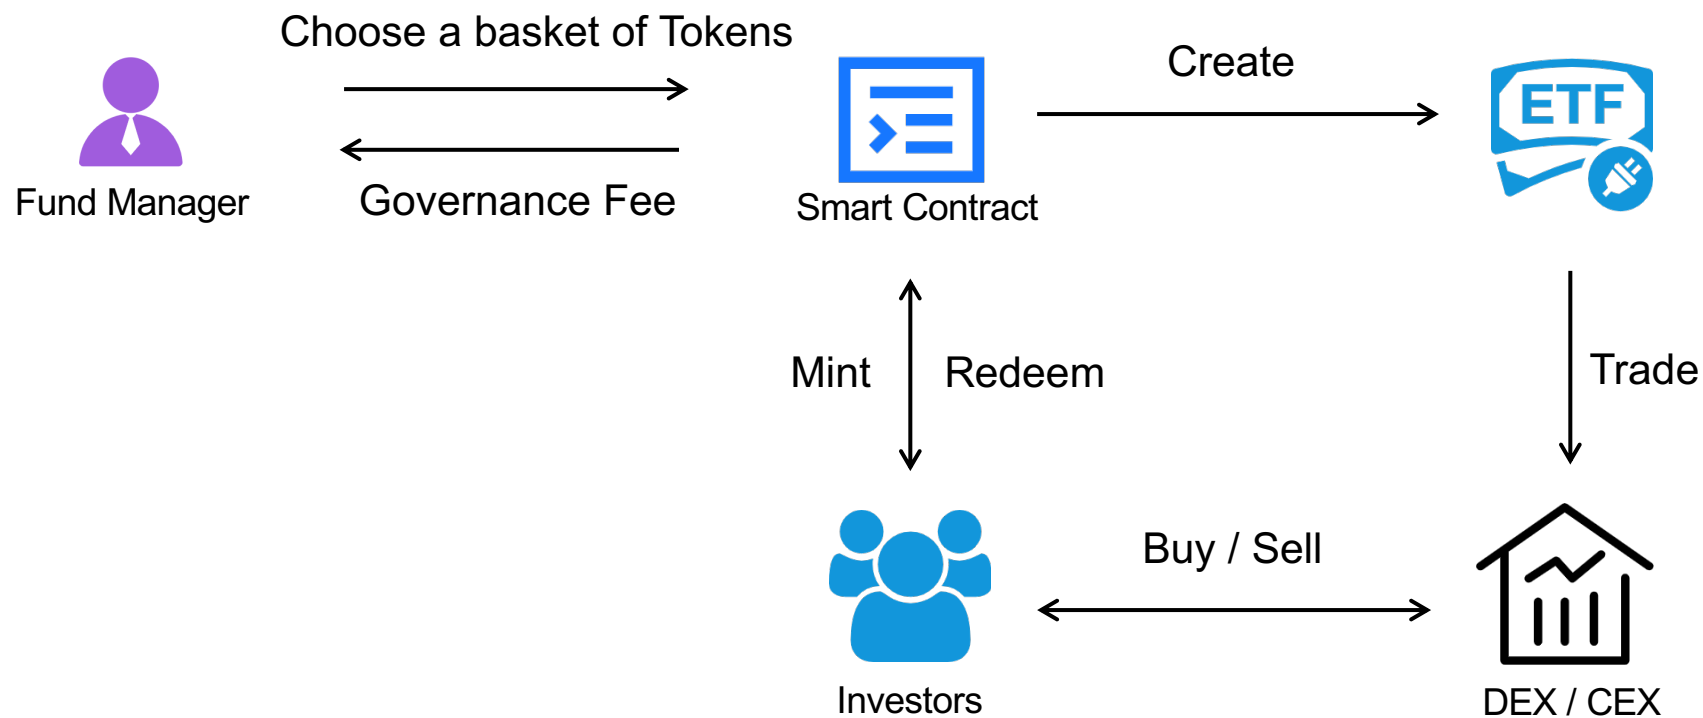 Choose a basket of Tokens
Create
ETF
Fund Manager
Governance Fee
Smart Contract
Mint
Redeem
Trade
Buy / Sell
Investors
DEX / CEX